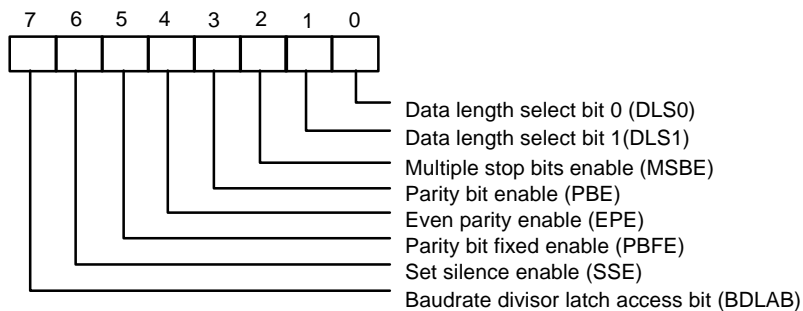 7 6 5 4 3 2 1 0
Data length select bit 0 (DLS0)
Data length select bit 1(DLS1)
Multiple stop bits enable (MSBE)
Parity bit enable (PBE)
Even parity enable (EPE)
Parity bit fixed enable (PBFE)
Set silence enable (SSE)
Baudrate divisor latch access bit (BDLAB)